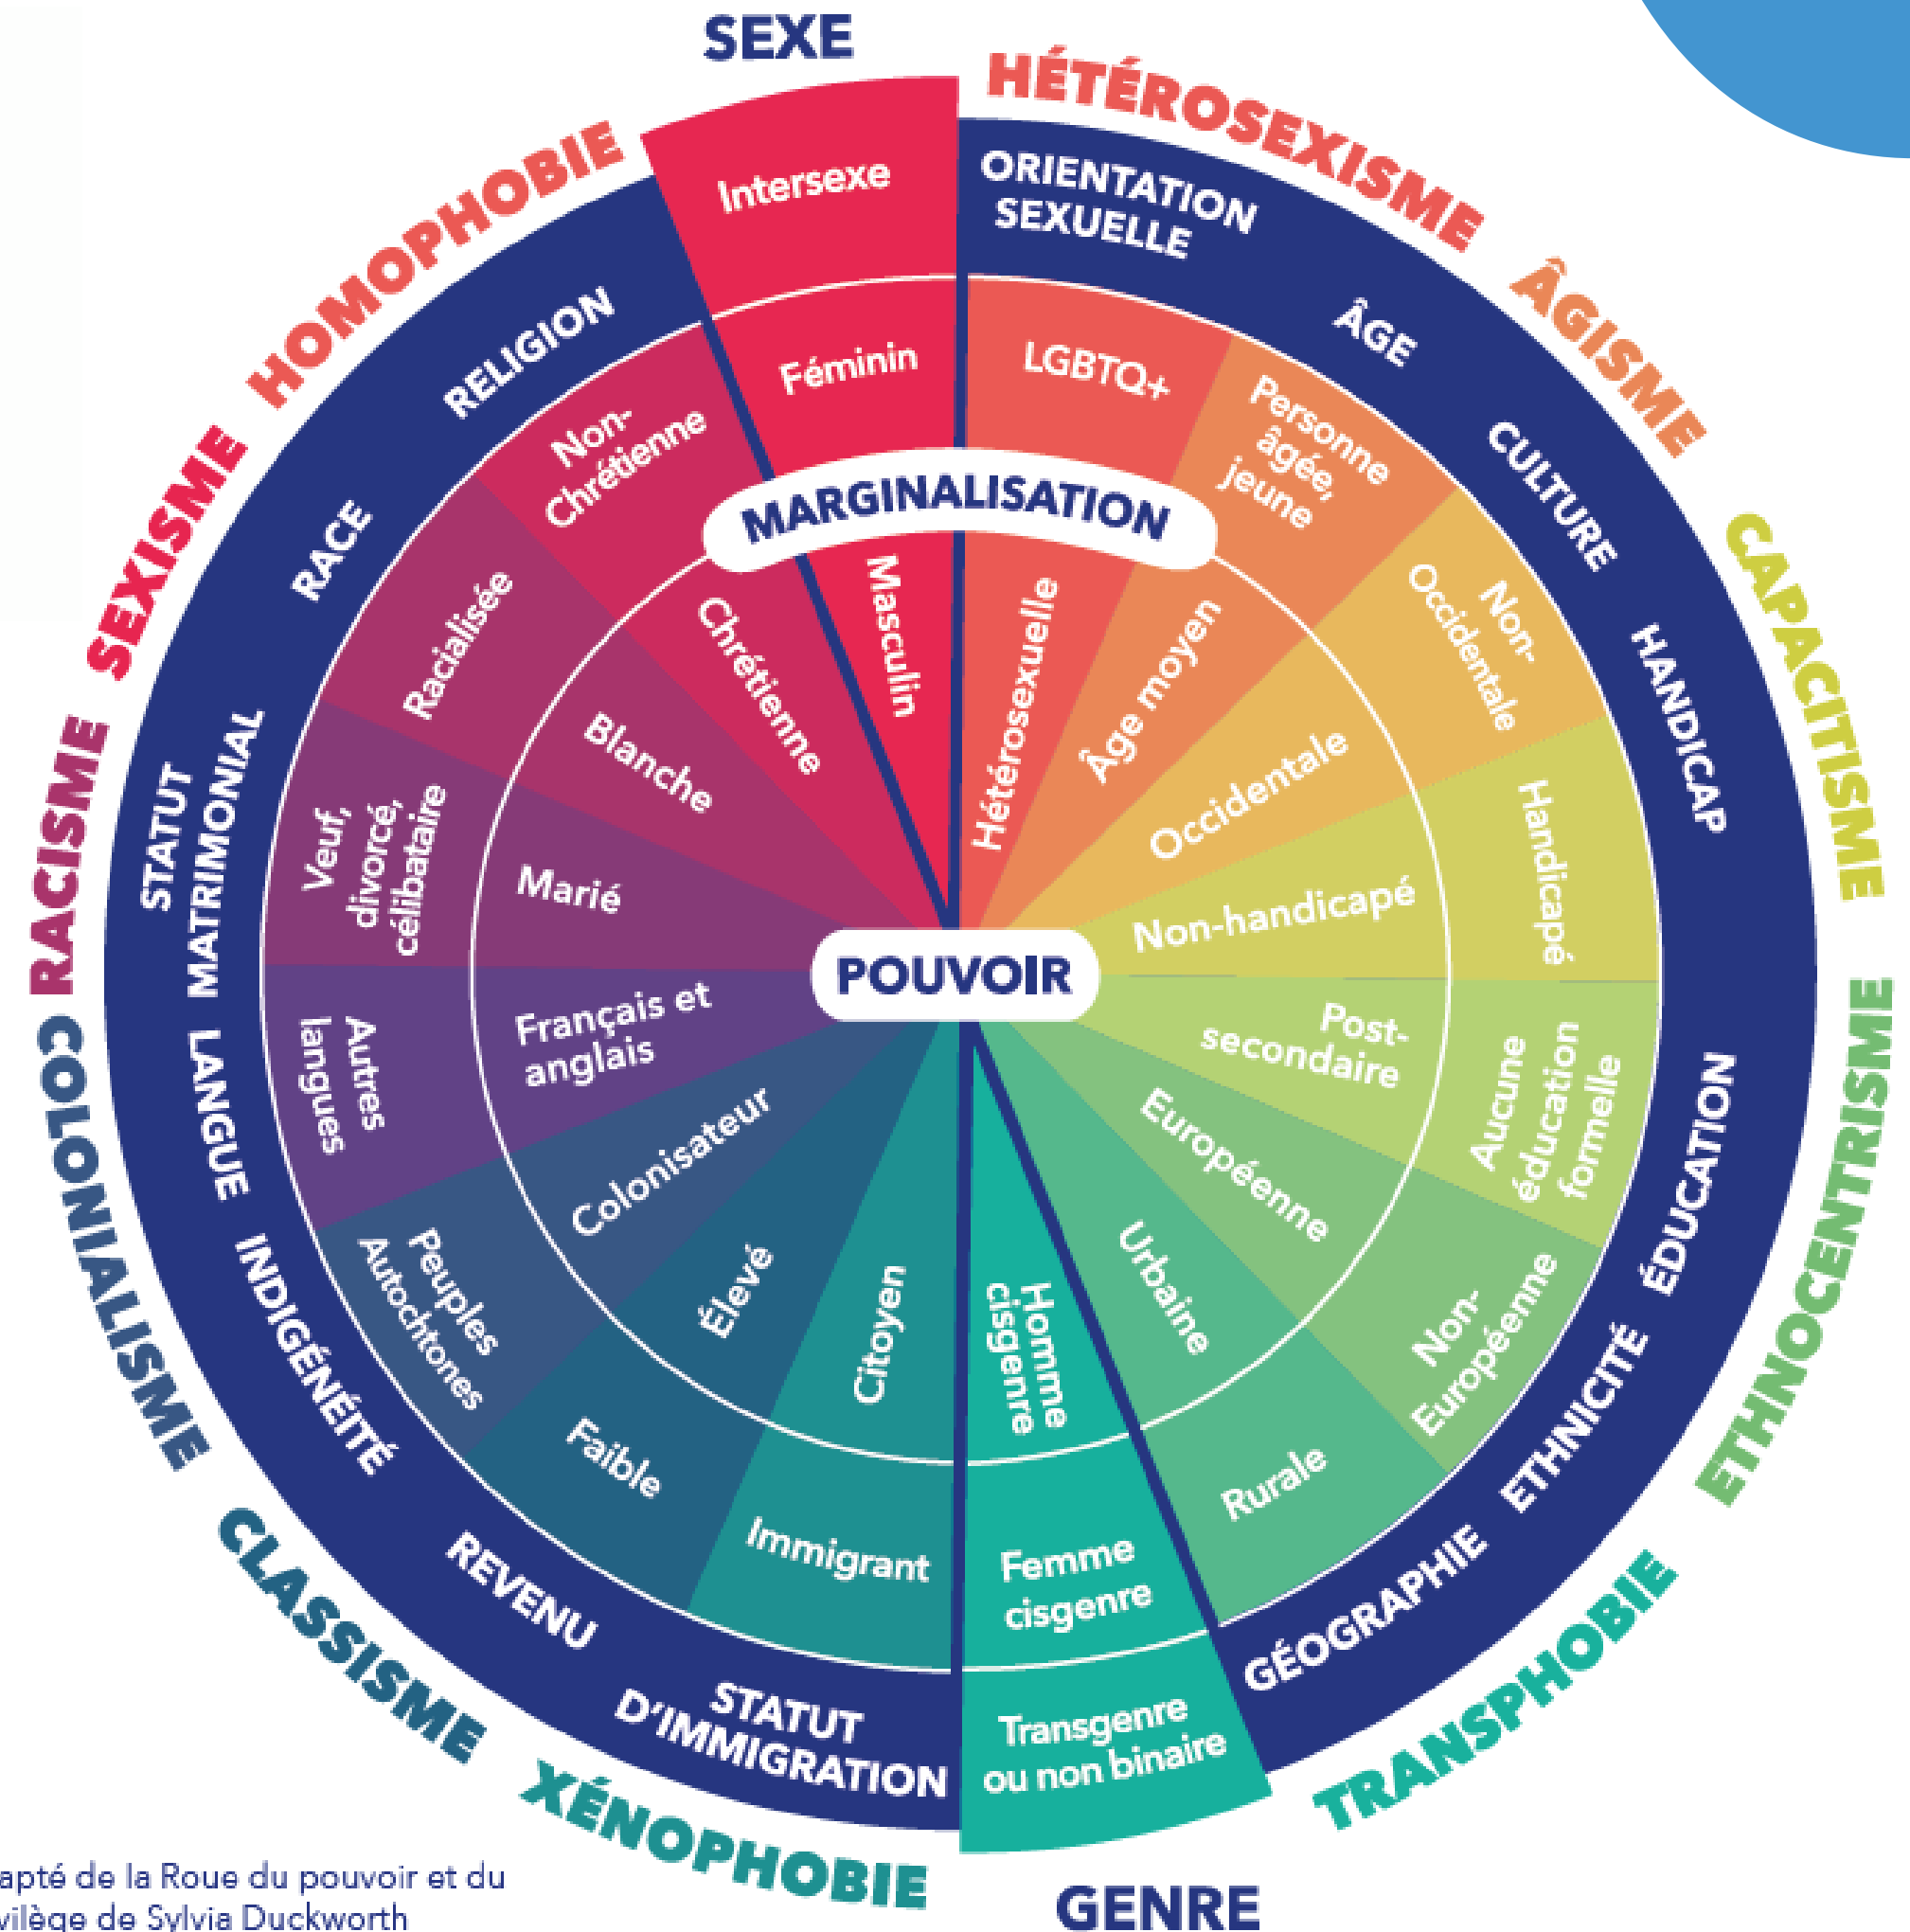 SEXE
HÉTÉROSEXISME
ÂGISME
CAPACITISME
ETHNOCENTRISME
TRANSPHOBIE
GENRE
XÉNOPHOBIE
CLASSISME
COLONIALISME
RACISME
SEXISME
HOMOPHOBIE
Intersexe
Féminin
Masculin
ORIENTATION
SEXUELLE
LGBTQ+
Hétérosexuelle
ÂGE
Personne
âgée,
jeune
Âge moyen
CULTURE
Non-
Occidentale
Occidentale
HANDICAP
Handicapé
Non-handicapé
ÉDUCATION
Aucune
éducation
formelle
Post-
secondaire
ETHNICITÉ
Non-
Européenne
Européenne
GÉOGRAPHIE
Rurale
Urbaine
Homme
cisgenre
Femme
cisgenre
Transgenre
ou non binaire
STATUT
D'IMMIGRATION
Immigrant
Citoyen
REVENU
Faible
Élevé
INDIGÉNÉITÉ
Peuples
Autochtones
Colonisateur
LANGUE
Autres
langues
Français et
anglais
STATUT
MATRIMONIAL
Veuf,
divorcé,
célibataire
Marié
RACE
Racialisée
Blanche
RELIGION
Non-
Chrétienne
Chrétienne
MARGINALISATION
POUVOIR
apté de la Roue du pouvoir et du
vilège de Sylvia Duckworth